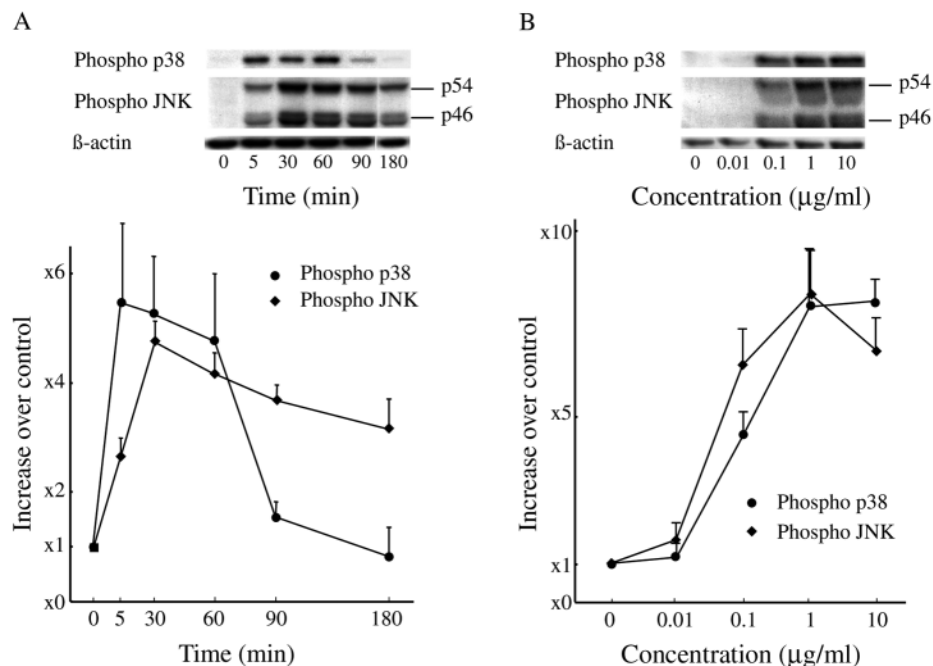 A
Phospho p38
Phospho JNK
p54
p46
ß-actin
0 5 30 60 90 180
Time (min)
x6
x4
x2
x1
x0
Increase over control
Phospho p38
Phospho JNK
0 5 30 60 90 180
Time (min)
B
Phospho p38
Phospho JNK
p54
p46
ß-actin
0 0.01 0.1 1 10
Concentration (µg/ml)
x10
x5
x1
x0
Increase over control
Phospho p38
Phospho JNK
0 0.01 0.1 1 10
Concentration (µg/ml)